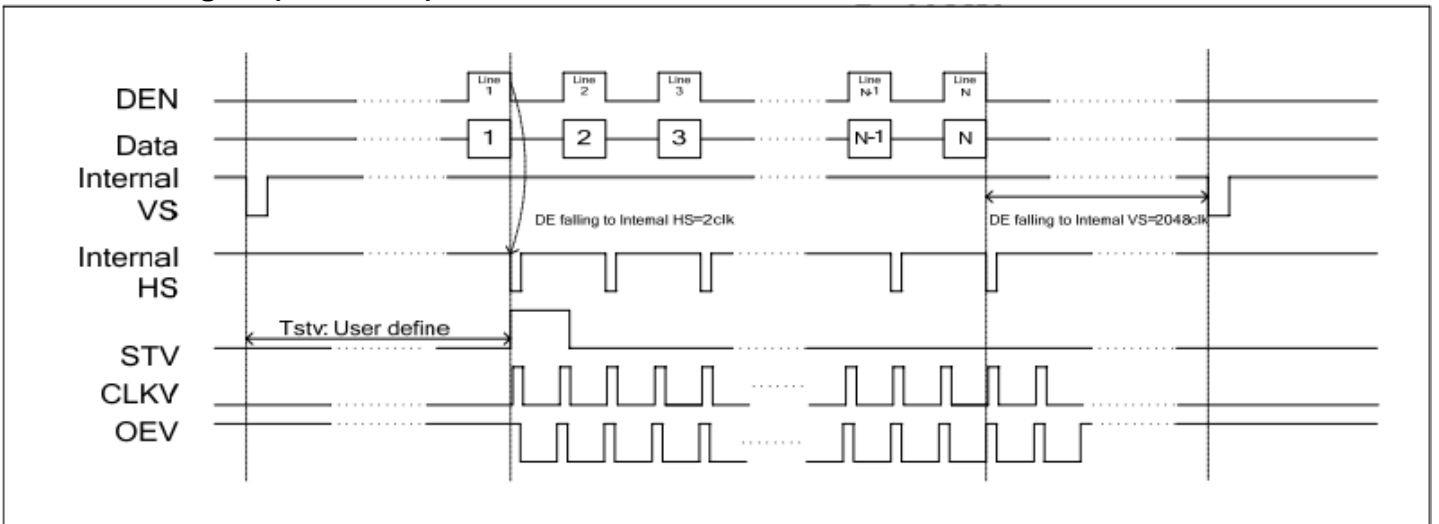 DEN
Line 1
Line 2
Line 3
Line N-1
Line N
Data
1
2
3
N-1
N
Internal VS
DE falling to Internal HS=2clk
DE falling to Internal VS=2048clk
Internal HS
Tstv: User define
STV
CLKV
OEV